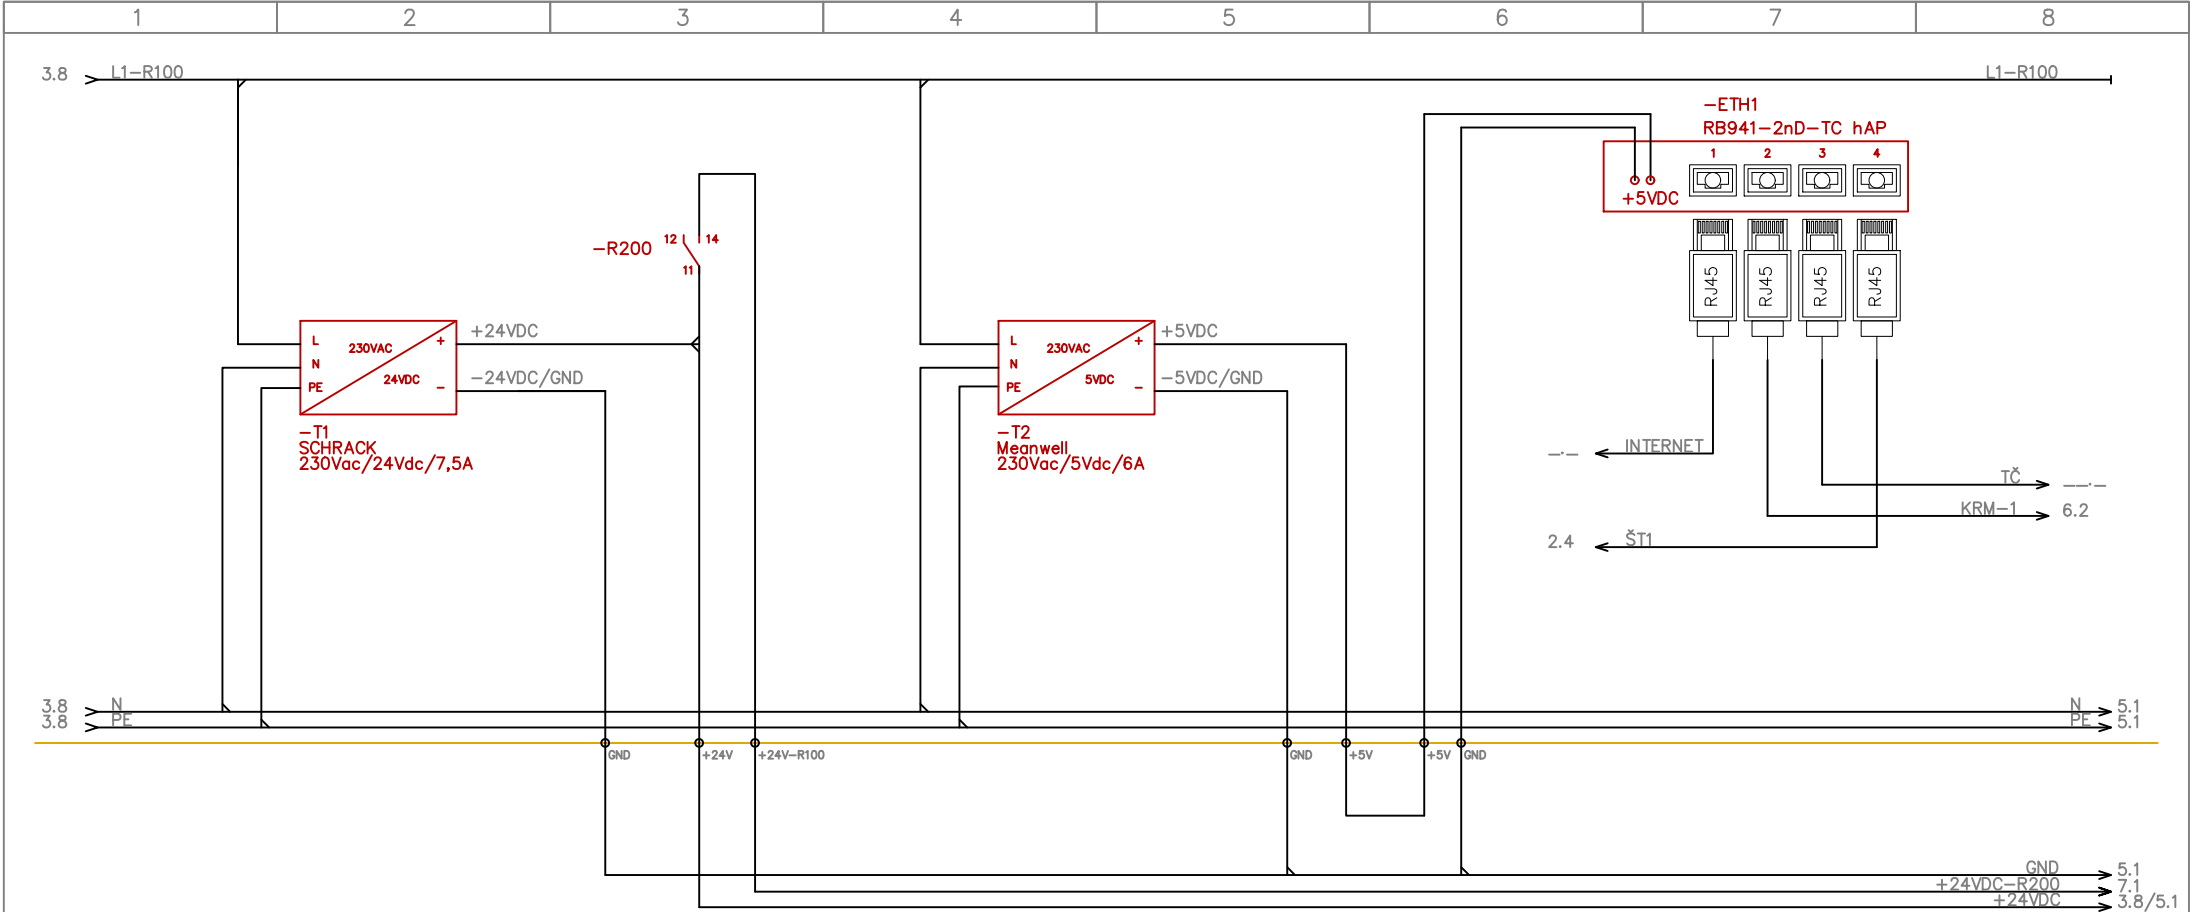 1 2 3 4 5 6 7 8
3.8 L1-R100 L1-R100
-ETH1
RB941-2nD-TC hAP
1 2 3 4
+5VDC
-R200 12 14
11
RJ45 RJ45 RJ45 RJ45
+24VDC
L 230VAC +
N
24VDC
PE -
-24VDC/GND
-T1
SCHRACK
230Vac/24Vdc/7,5A
+5VDC
L 230VAC +
N
5VDC
PE -
-5VDC/GND
-T2
Meanwell
230Vac/5Vdc/6A
-.- INTERNET
TČ --.-
KRM-1 6.2
2.4 ŠT1
3.8 N N 5.1
3.8 PE PE 5.1
GND +24V +24V-R100 GND +5V +5V GND
GND 5.1
+24VDC-R200 7.1
+24VDC 3.8/5.1